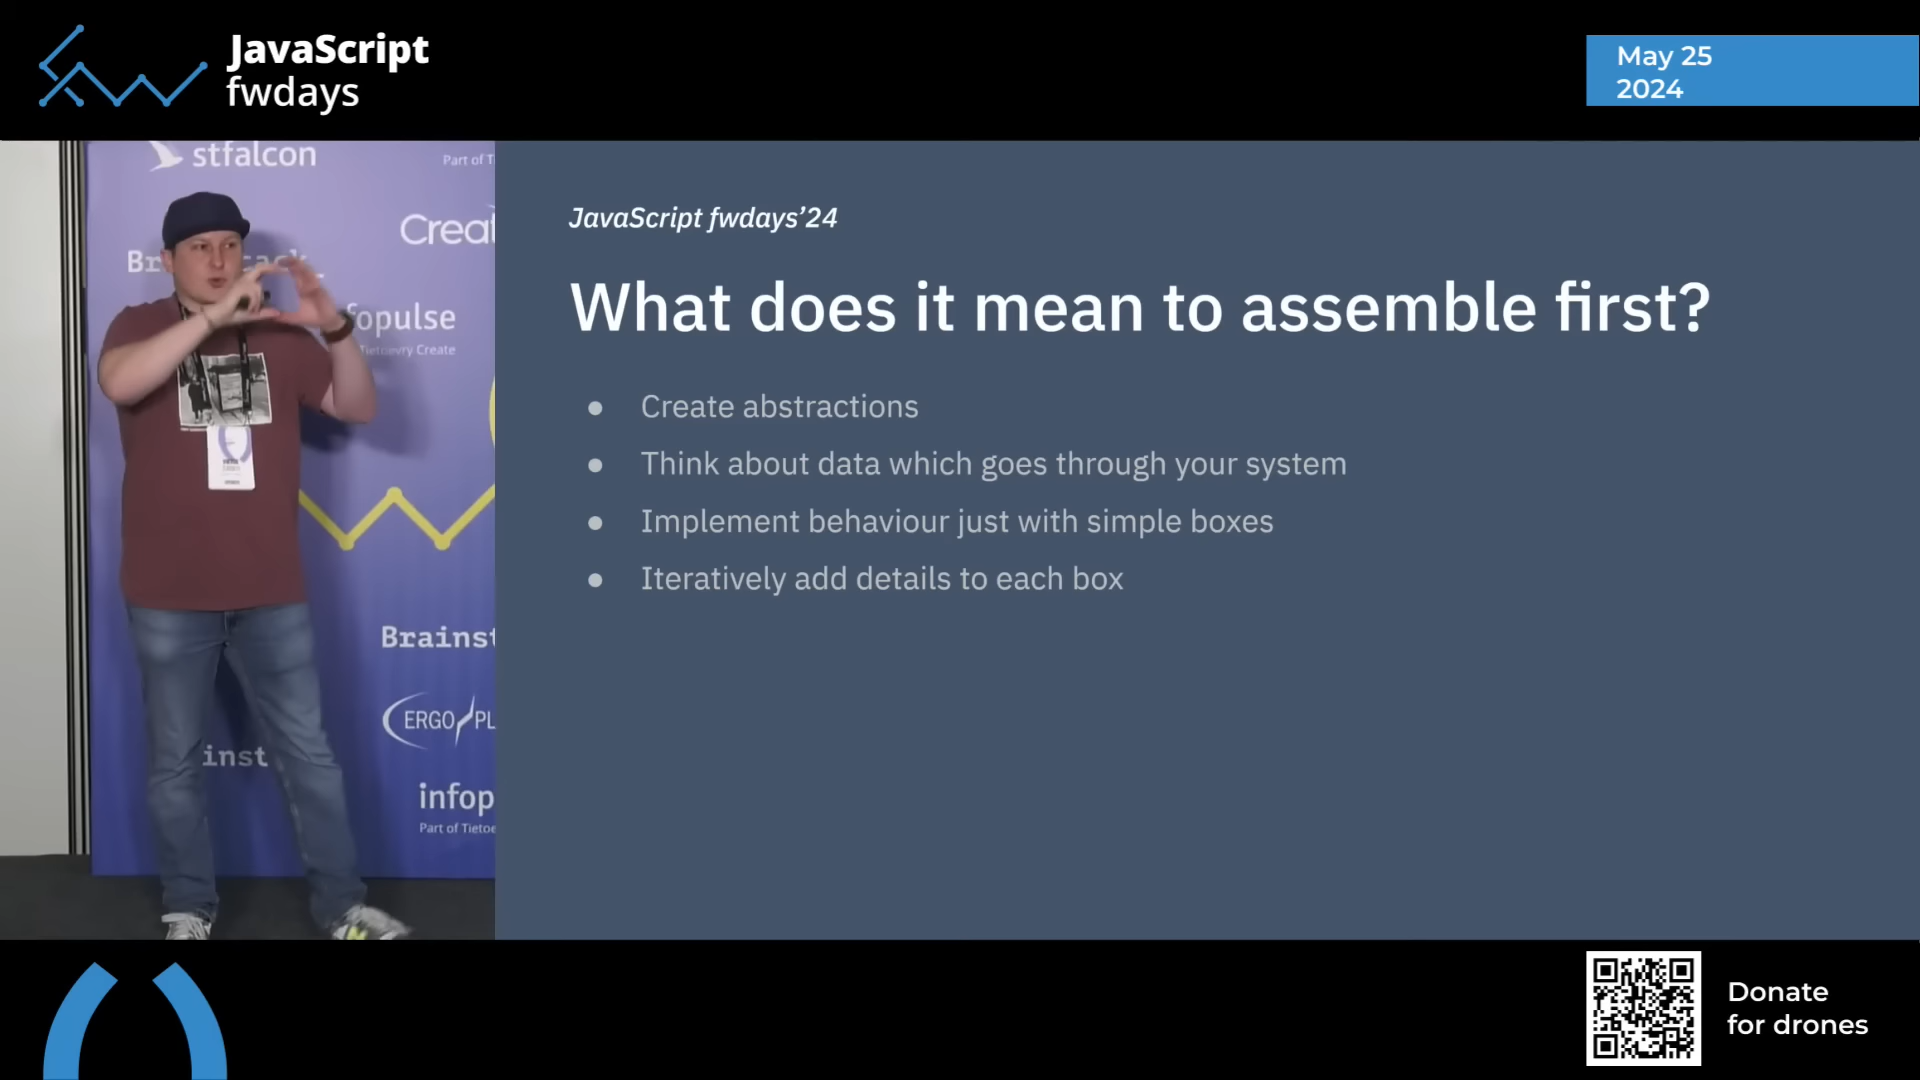 JavaScript
fwdays
May 25
2024
stfalcon
Part of T
Creat
Br
ack_
fopulse
Tietoevry Create
Brainst
ERGO PL
inst
infop
Part of Tietoe
JavaScript fwdays’24
What does it mean to assemble first?
● Create abstractions
● Think about data which goes through your system
● Implement behaviour just with simple boxes
● Iteratively add details to each box
Donate
for drones